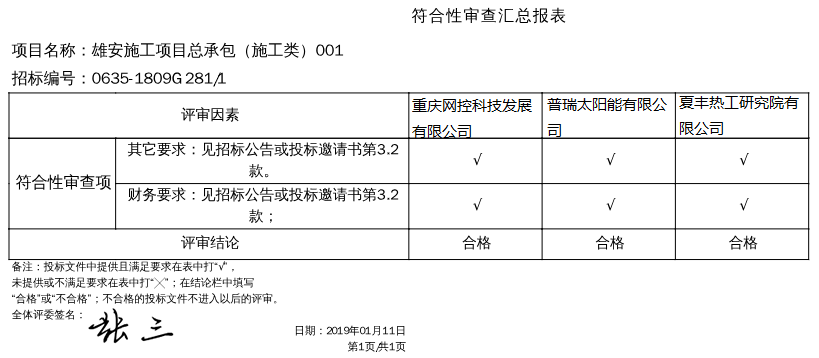 符合性审查汇总报表
项目名称：雄安施工项目总承包（施工类）001
招标编号：0635-1809G281/1
评审因素
重庆网控科技发展
有限公司
普瑞太阳能有限公
司
夏丰热工研究院有
限公司
符合性审查项
其它要求：见招标公告或投标邀请书第3.2
款。
√ √ √
财务要求：见招标公告或投标邀请书第3.2
款；
√ √ √
评审结论 合格 合格 合格
备注：投标文件中提供且满足要求在表中打“√”，
未提供或不满足要求在表中打“╳”；在结论栏中填写
“合格”或“不合格”；不合格的投标文件不进入以后的评审。
全体评委签名：
张三
日期：2019年01月11日
第1页/共1页